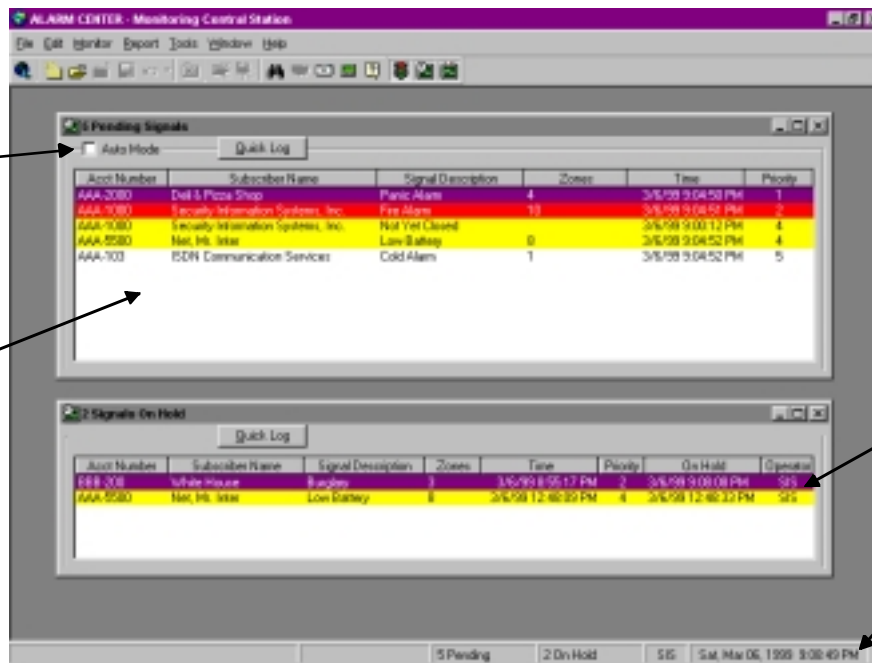 ALARM CENTER - Monitoring Central Station
File Edit Monitor Report Tools Window Help
5 Pending Signals
Auto Mode Quick Log
Acct Number Subscriber Name Signal Description Zones Time Priority
AAA-2000 Deli & Pizza Shop Panic Alarm 4 3/6/99 9:04:50 PM 1
AAA-1000 Security Information Systems, Inc. Fire Alarm 10 3/6/99 9:04:51 PM 2
AAA-1000 Security Information Systems, Inc. Not Yet Closed 3/6/99 9:00:12 PM 4
AAA-5500 Net, Mr. Inter Low Battery 8 3/6/99 9:04:52 PM 4
AAA-103 ISDN Communication Services Cold Alarm 1 3/6/99 9:04:52 PM 5
2 Signals On Hold
Quick Log
Acct Number Subscriber Name Signal Description Zones Time Priority On Hold Operator
BBB-200 White House Burglary 3 3/6/99 8:55:17 PM 2 3/6/99 9:08:08 PM SIS
AAA-5500 Net, Mr. Inter Low Battery 8 3/6/99 12:48:09 PM 4 3/6/99 12:48:33 PM SIS
5 Pending 2 On Hold SIS Sat, Mar 06, 1999 9:08:49 PM